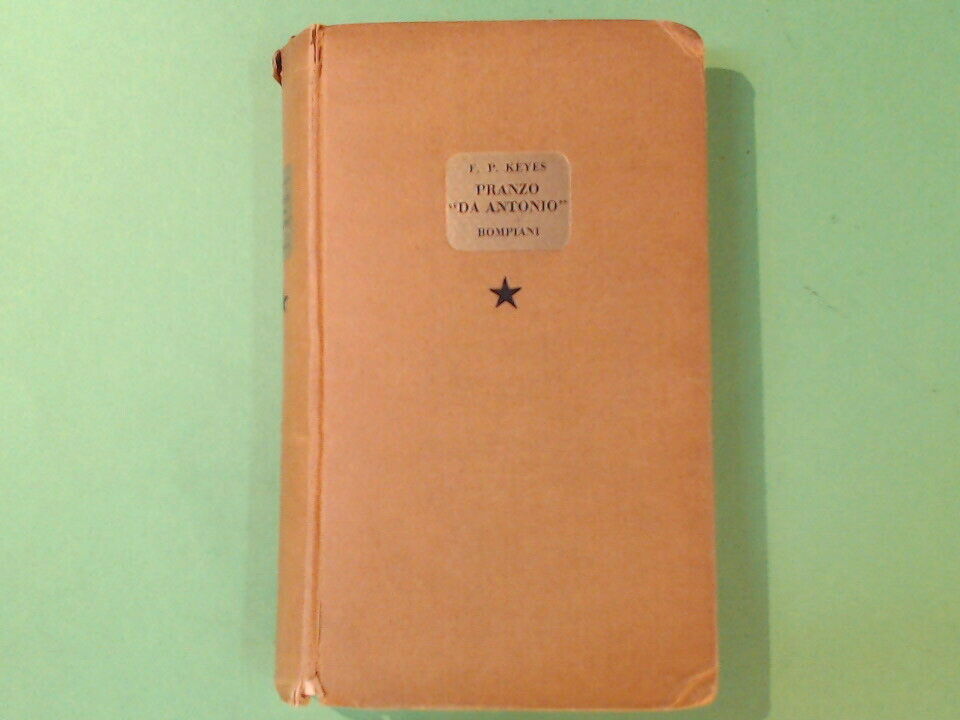 F. P. KEYES
PRANZO
"DA ANTONIO"
BOMPIANI